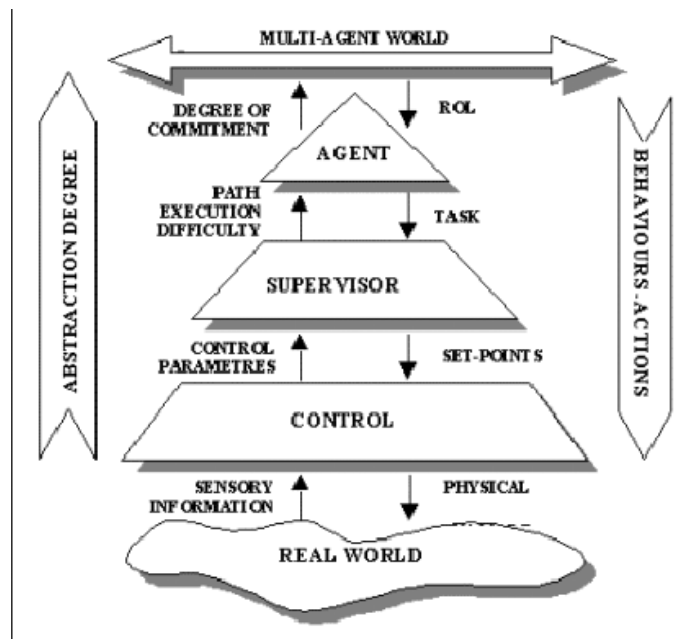 MULTI-AGENT WORLD
DEGREE OF
COMMITMENT
ROL
AGENT
PATH
EXECUTION
DIFFICULTY
TASK
SUPERVISOR
CONTROL
PARAMETRES
SET-POINTS
CONTROL
SENSORY
INFORMATION
PHYSICAL
REAL WORLD
ABSTRACTION DEGREE
BEHAVIOURS-ACTIONS